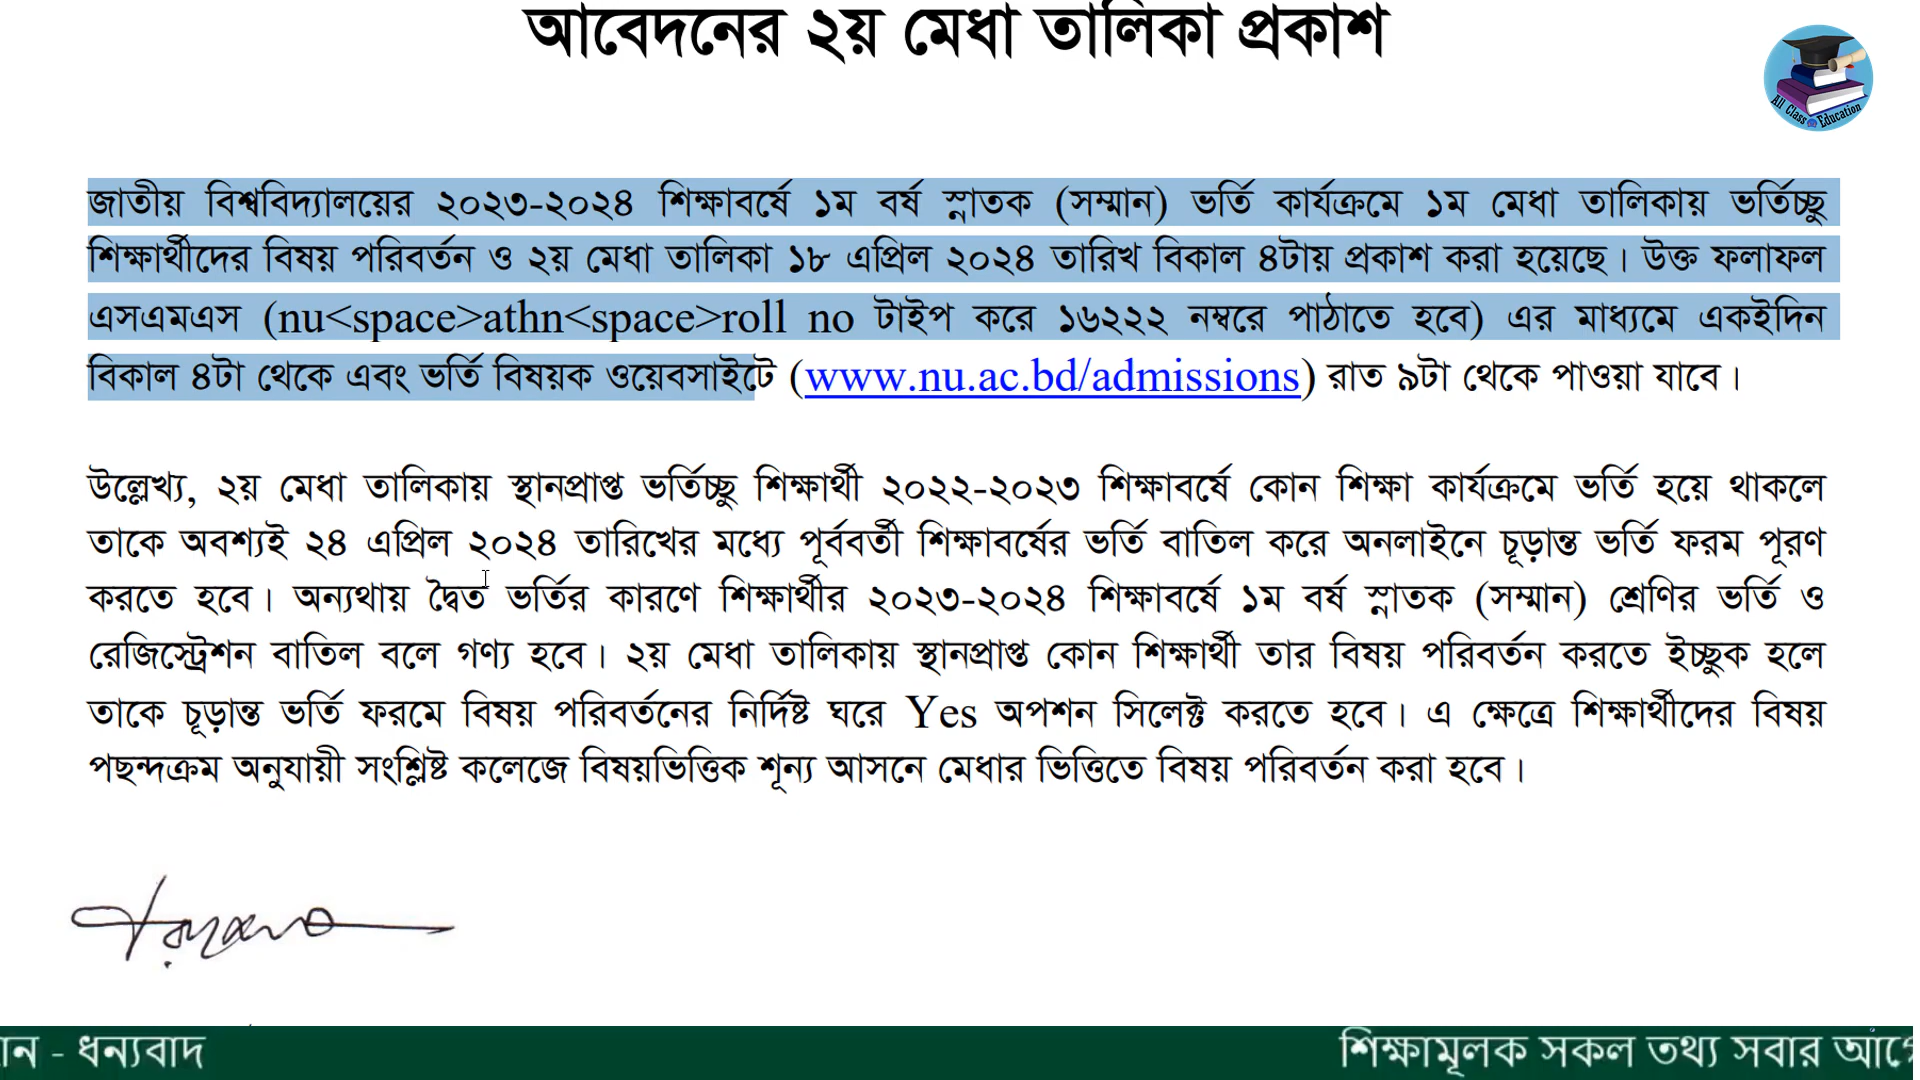 আবেদনের ২য় মেধা তালিকা প্রকাশ
All Class Education
জাতীয় বিশ্ববিদ্যালয়ের ২০২৩-২০২৪ শিক্ষাবর্ষে ১ম বর্ষ স্নাতক (সম্মান) ভর্তি কার্যক্রমে ১ম মেধা তালিকায় ভর্তিচ্ছু
শিক্ষার্থীদের বিষয় পরিবর্তন ও ২য় মেধা তালিকা ১৮ এপ্রিল ২০২৪ তারিখ বিকাল ৪টায় প্রকাশ করা হয়েছে। উক্ত ফলাফল
এসএমএস (nu<space>athn<space>roll no টাইপ করে ১৬২২২ নম্বরে পাঠাতে হবে) এর মাধ্যমে একইদিন
বিকাল ৪টা থেকে এবং ভর্তি বিষয়ক ওয়েবসাইটে (www.nu.ac.bd/admissions) রাত ৯টা থেকে পাওয়া যাবে।
উল্লেখ্য, ২য় মেধা তালিকায় স্থানপ্রাপ্ত ভর্তিচ্ছু শিক্ষার্থী ২০২২-২০২৩ শিক্ষাবর্ষে কোন শিক্ষা কার্যক্রমে ভর্তি হয়ে থাকলে
তাকে অবশ্যই ২৪ এপ্রিল ২০২৪ তারিখের মধ্যে পূর্ববর্তী শিক্ষাবর্ষের ভর্তি বাতিল করে অনলাইনে চূড়ান্ত ভর্তি ফরম পূরণ
করতে হবে। অন্যথায় দ্বৈত ভর্তির কারণে শিক্ষার্থীর ২০২৩-২০২৪ শিক্ষাবর্ষে ১ম বর্ষ স্নাতক (সম্মান) শ্রেণির ভর্তি ও
রেজিস্ট্রেশন বাতিল বলে গণ্য হবে। ২য় মেধা তালিকায় স্থানপ্রাপ্ত কোন শিক্ষার্থী তার বিষয় পরিবর্তন করতে ইচ্ছুক হলে
তাকে চূড়ান্ত ভর্তি ফরমে বিষয় পরিবর্তনের নির্দিষ্ট ঘরে Yes অপশন সিলেক্ট করতে হবে। এ ক্ষেত্রে শিক্ষার্থীদের বিষয়
পছন্দক্রম অনুযায়ী সংশ্লিষ্ট কলেজে বিষয়ভিত্তিক শূন্য আসনে মেধার ভিত্তিতে বিষয় পরিবর্তন করা হবে।
- ধন্যবাদ শিক্ষামূলক সকল তথ্য সবার